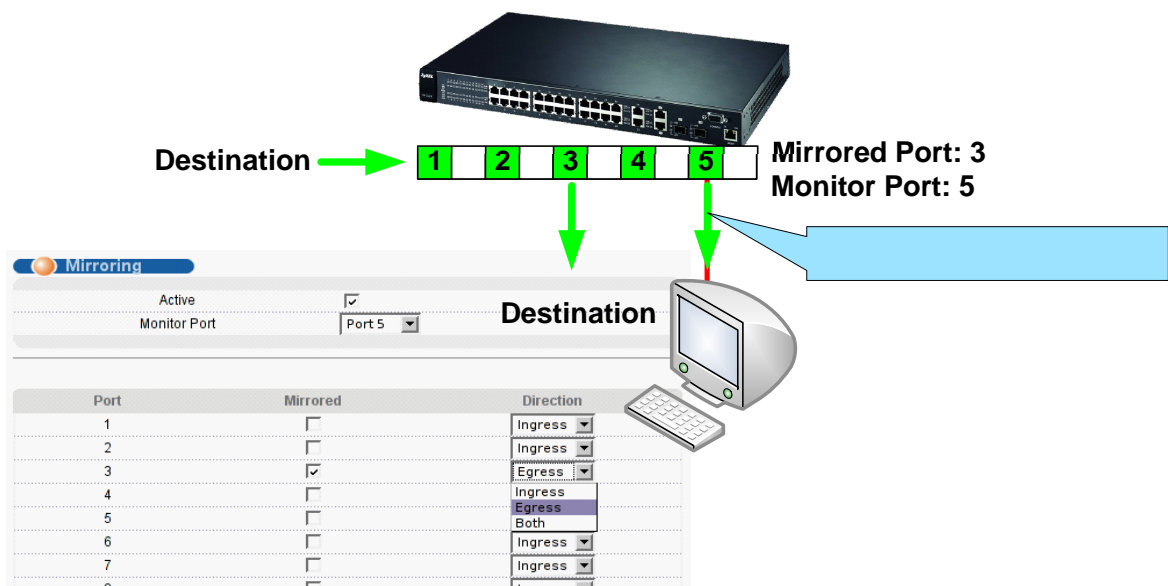 ZyXEL
Destination
1 2 3 4 5
Mirrored Port: 3
Monitor Port: 5
Mirroring
Active
Monitor Port Port 5
Destination
Port Mirrored Direction
1 Ingress
2 Ingress
3 Egress
4 Ingress
Egress
5 Both
6 Ingress
7 Ingress